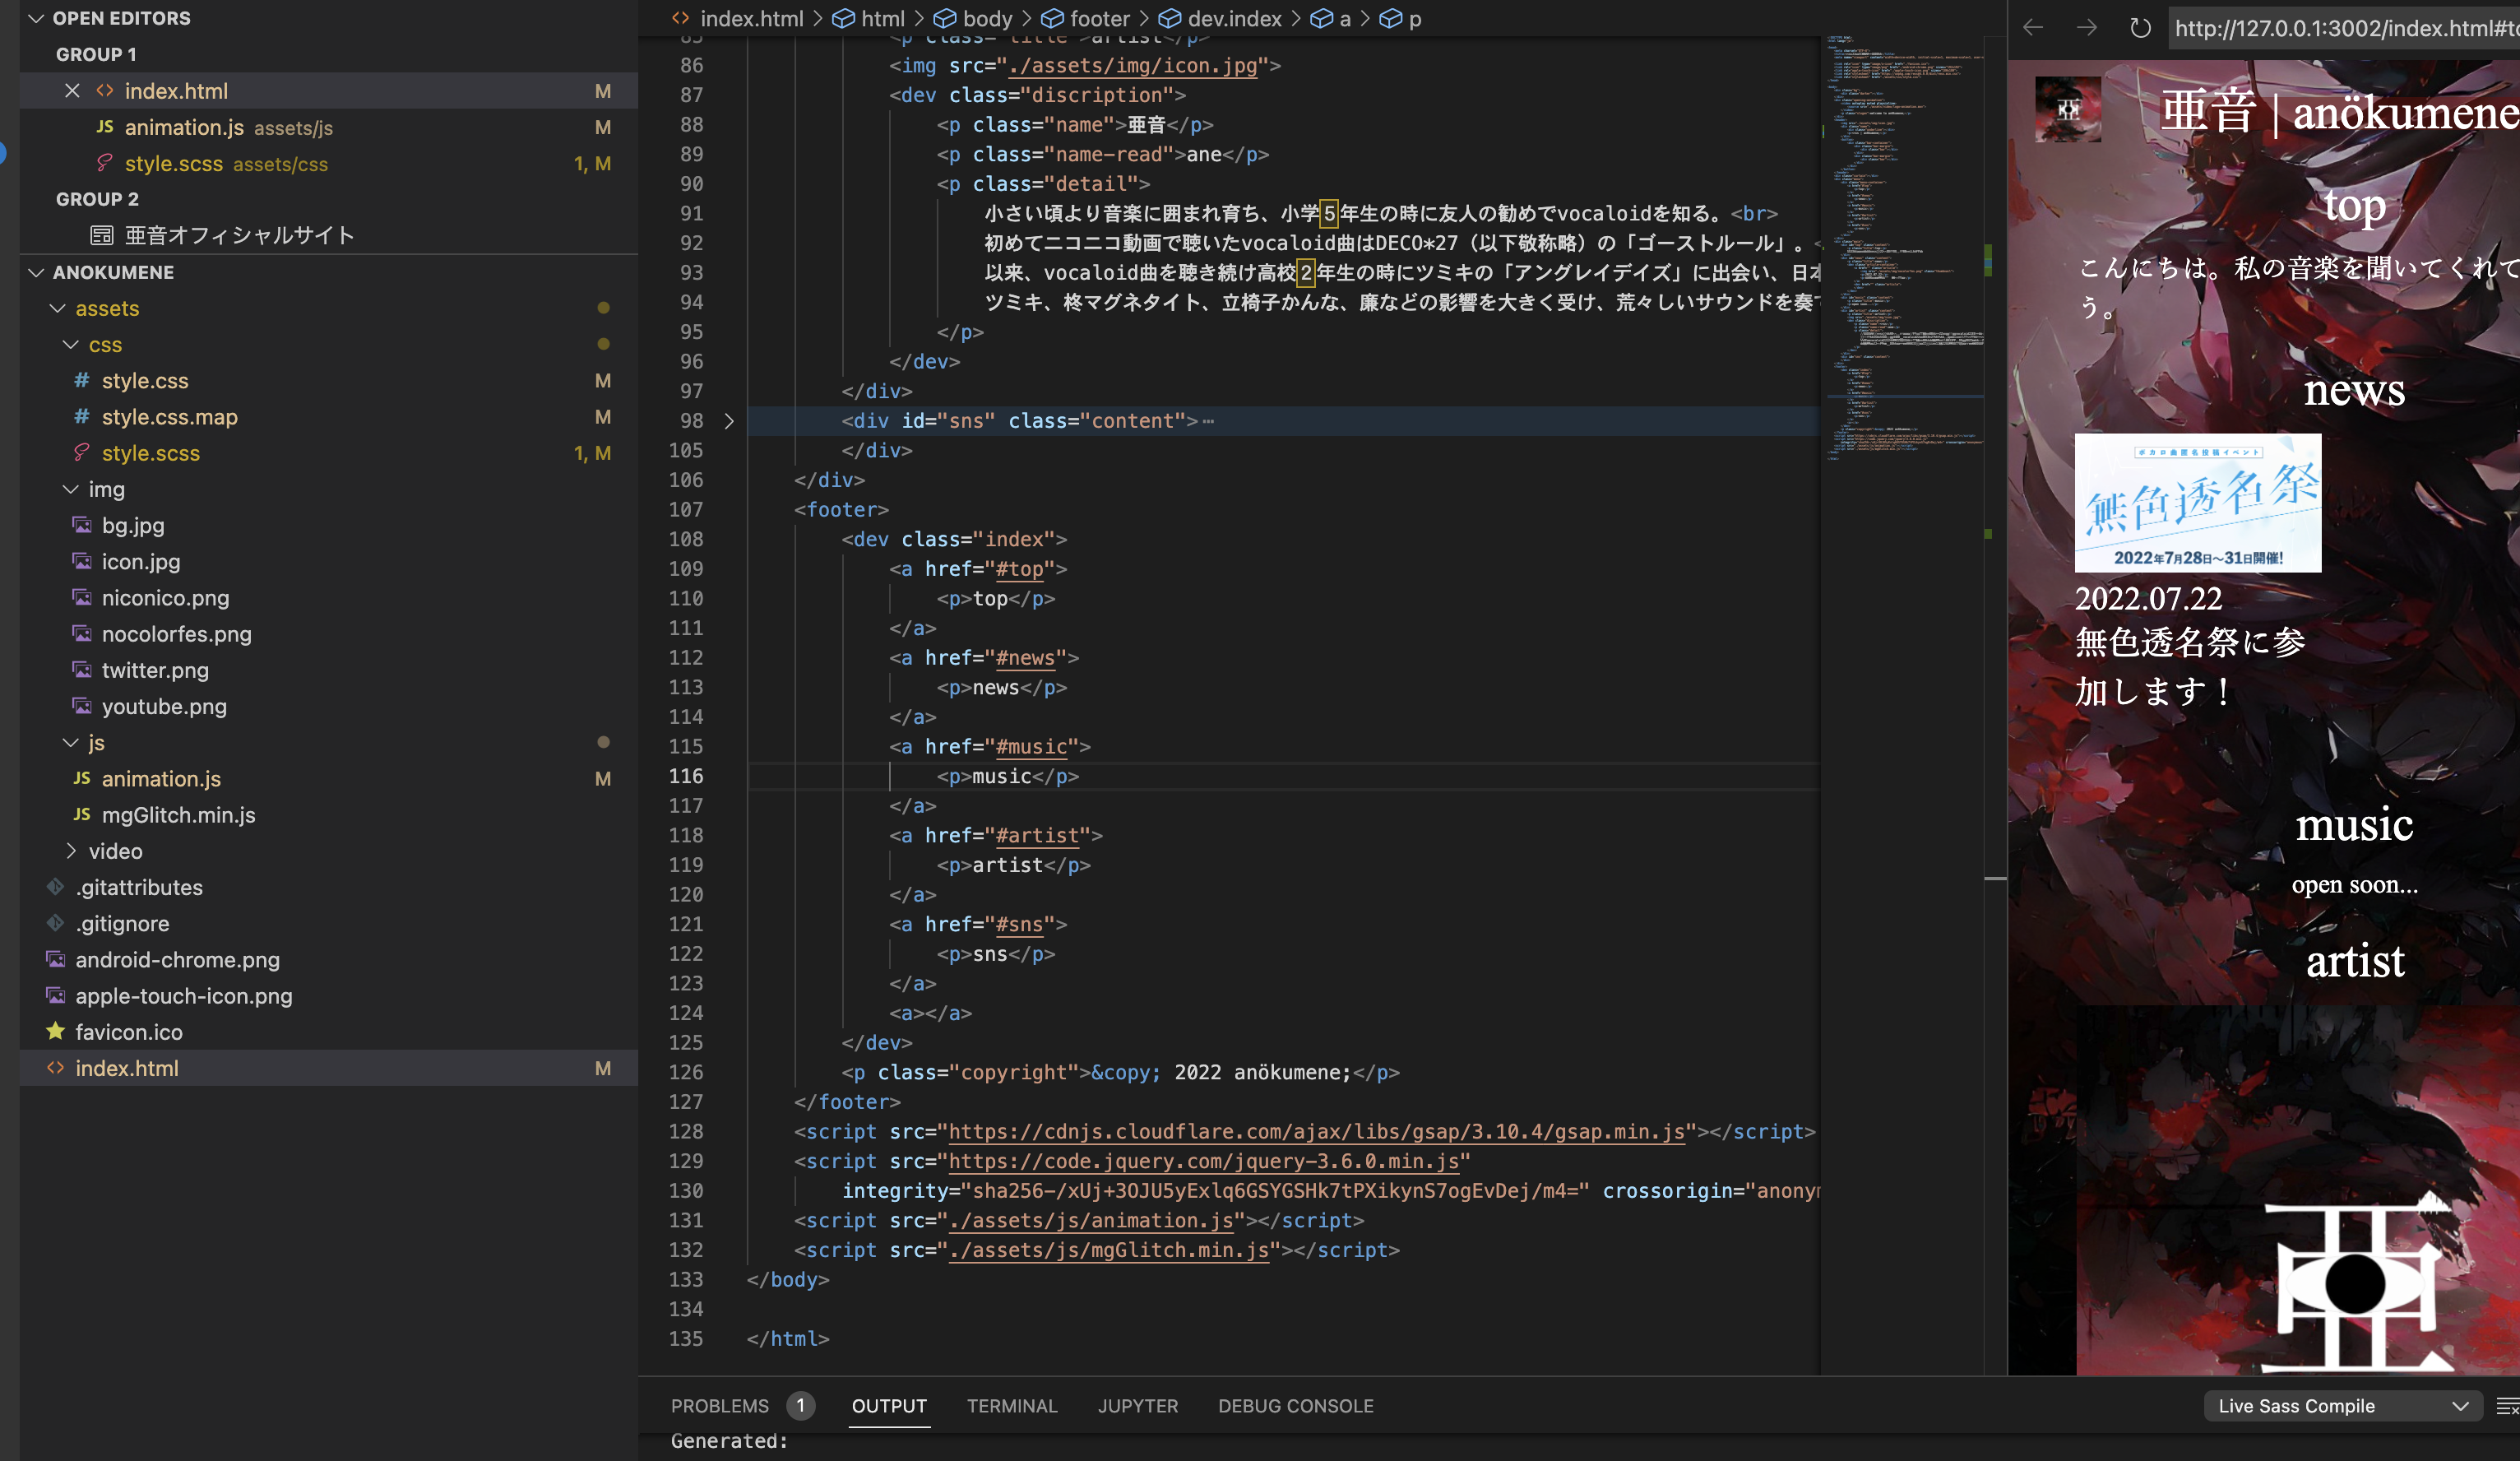 OPEN EDITORS
GROUP 1
index.html M
JS animation.js assets/js M
style.scss assets/css 1, M
GROUP 2
亜音オフィシャルサイト
ANOKUMENE
assets
css
# style.css M
# style.css.map M
style.scss 1, M
img
bg.jpg
icon.jpg
niconico.png
nocolorfes.png
twitter.png
youtube.png
js
JS animation.js M
JS mgGlitch.min.js
video
.gitattributes
.gitignore
android-chrome.png
apple-touch-icon.png
favicon.ico
index.html M
index.html > html > body > footer > dev.index > a > p
85 <p class="title">artist</p>
86 <img src="./assets/img/icon.jpg">
87 <dev class="discription">
88 <p class="name">亜音</p>
89 <p class="name-read">ane</p>
90 <p class="detail">
91 小さい頃より音楽に囲まれ育ち、小学5年生の時に友人の勧めでvocaloidを知る。<br>
92 初めてニコニコ動画で聴いたvocaloid曲はDECO*27（以下敬称略）の「ゴーストルール」。<
93 以来、vocaloid曲を聴き続け高校2年生の時にツミキの「アングレイデイズ」に出会い、日本
94 ツミキ、柊マグネタイト、立椅子かんな、廉などの影響を大きく受け、荒々しいサウンドを奏で
95 </p>
96 </dev>
97 </div>
98 <div id="sns" class="content">…
105 </div>
106 </div>
107 <footer>
108 <dev class="index">
109 <a href="#top">
110 <p>top</p>
111 </a>
112 <a href="#news">
113 <p>news</p>
114 </a>
115 <a href="#music">
116 <p>music</p>
117 </a>
118 <a href="#artist">
119 <p>artist</p>
120 </a>
121 <a href="#sns">
122 <p>sns</p>
123 </a>
124 <a></a>
125 </dev>
126 <p class="copyright">&copy; 2022 anökumene;</p>
127 </footer>
128 <script src="https://cdnjs.cloudflare.com/ajax/libs/gsap/3.10.4/gsap.min.js"></script>
129 <script src="https://code.jquery.com/jquery-3.6.0.min.js"
130 integrity="sha256-/xUj+3OJU5yExlq6GSYGSHk7tPXikynS7ogEvDej/m4=" crossorigin="anony
131 <script src="./assets/js/animation.js"></script>
132 <script src="./assets/js/mgGlitch.min.js"></script>
133 </body>
134
135 </html>
PROBLEMS 1 OUTPUT TERMINAL JUPYTER DEBUG CONSOLE
Live Sass Compile
Generated:
http://127.0.0.1:3002/index.html#to
亜
亜音 | anökumene
top
こんにちは。私の音楽を聞いてくれて
う。
news
ボカロ曲匿名投稿イベント
無色透名祭
2022年7月28日〜31日開催!
2022.07.22
無色透名祭に参
加します！
music
open soon...
artist
亜